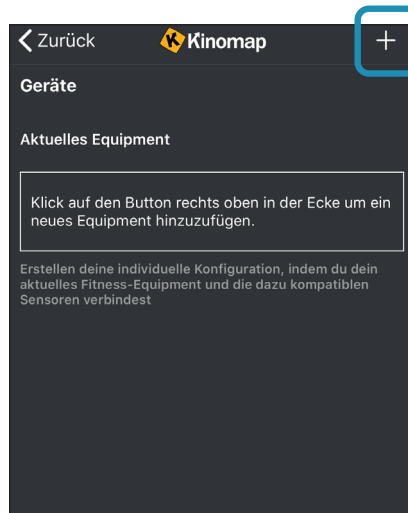 Zurück
Kinomap
+
Geräte
Aktuelles Equipment
Klick auf den Button rechts oben in der Ecke um ein
neues Equipment hinzuzufügen.
Erstellen deine individuelle Konfiguration, indem du dein
aktuelles Fitness-Equipment und die dazu kompatiblen
Sensoren verbindest